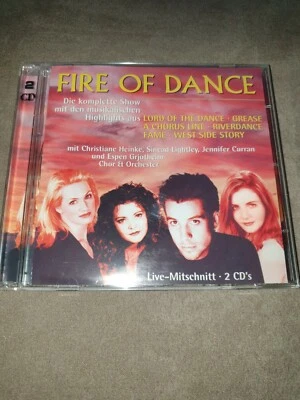 2
CD
FIRE OF DANCE
Die komplette Show
mit den musikalischen
Highlights aus
LORD OF THE DANCE · GREASE
A CHORUS LINE · RIVERDANCE
FAME · WEST SIDE STORY
mit Christiane Heinke, Sinead Lightley, Jennifer Curran
und Espen Grjotheim
Chor & Orchester
Live-Mitschnitt · 2 CD's